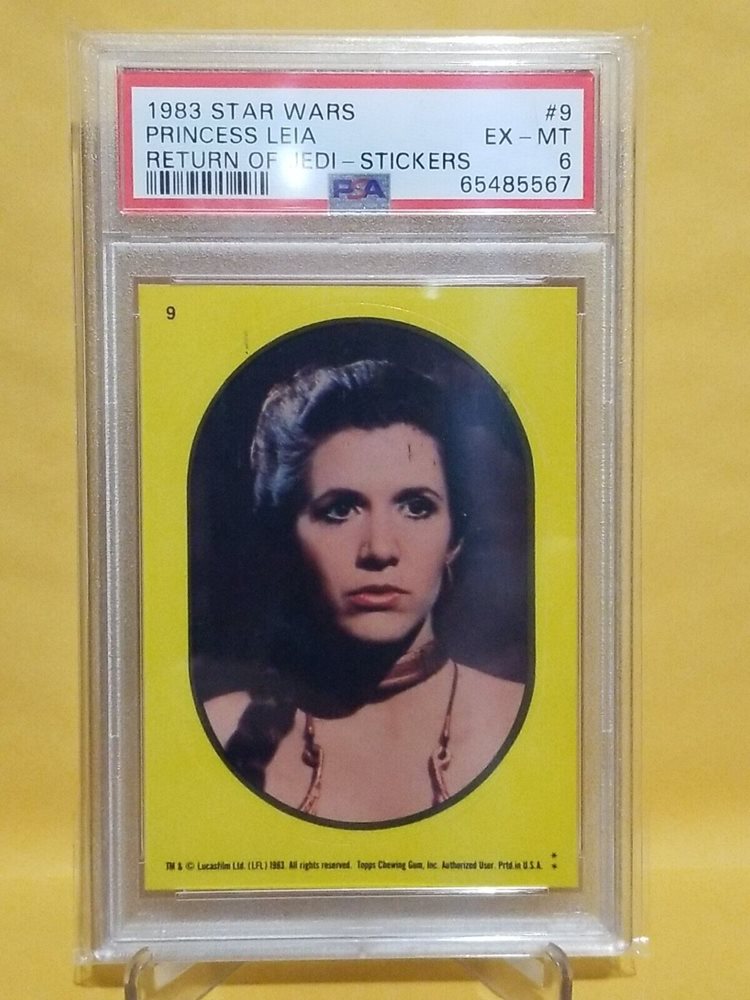 1983 STAR WARS #9
PRINCESS LEIA EX-MT
RETURN OF JEDI-STICKERS 6
PSA 65485567
9
TM & © Lucasfilm Ltd. (LFL) 1983. All rights reserved. Topps Chewing Gum, Inc. Authorized User. Prtd. in U.S.A. **